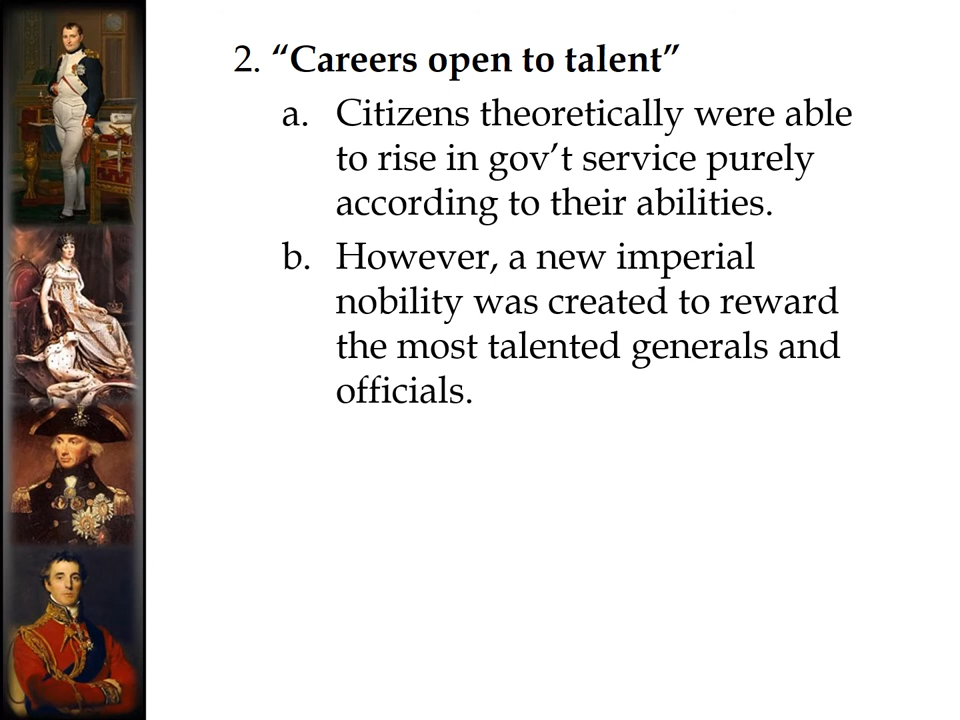 2. “Careers open to talent”
a. Citizens theoretically were able
to rise in gov’t service purely
according to their abilities.
b. However, a new imperial
nobility was created to reward
the most talented generals and
officials.